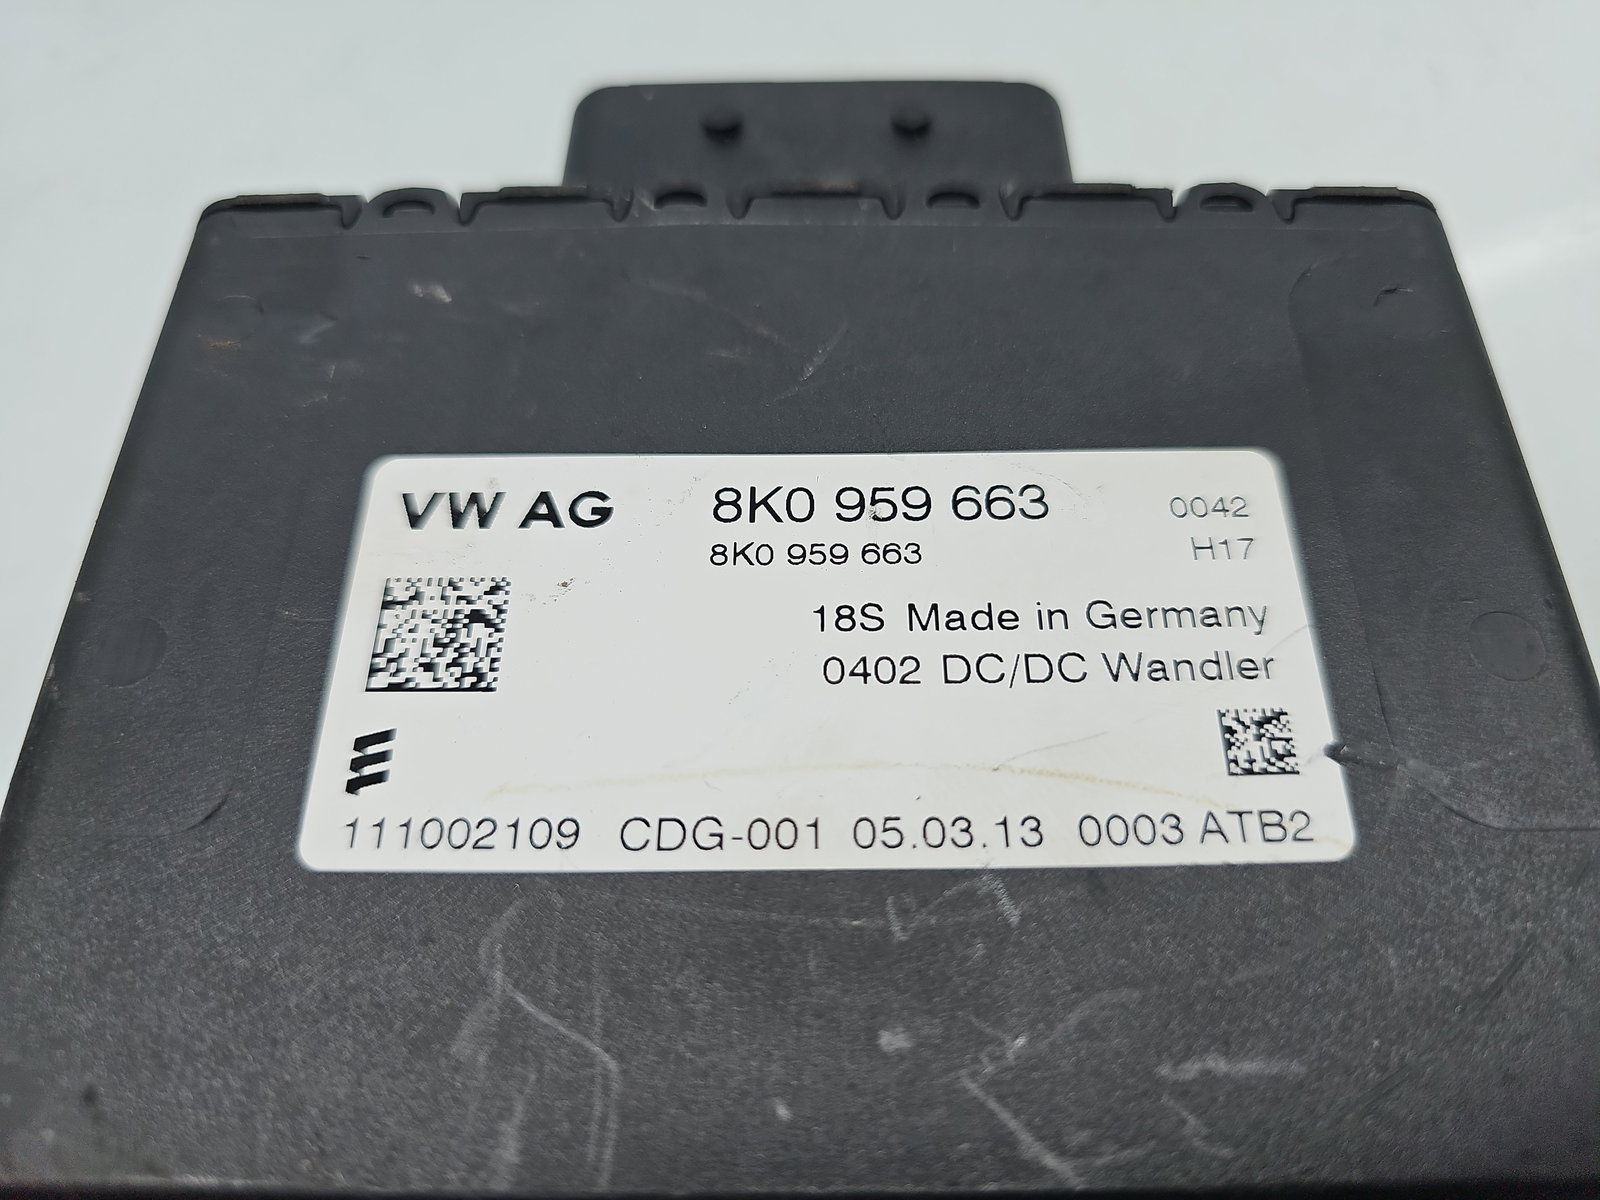 VW AG 8K0 959 663 0042
8K0 959 663 H17
18S Made in Germany
0402 DC/DC Wandler
111002109 CDG-001 05.03.13 0003 ATB2